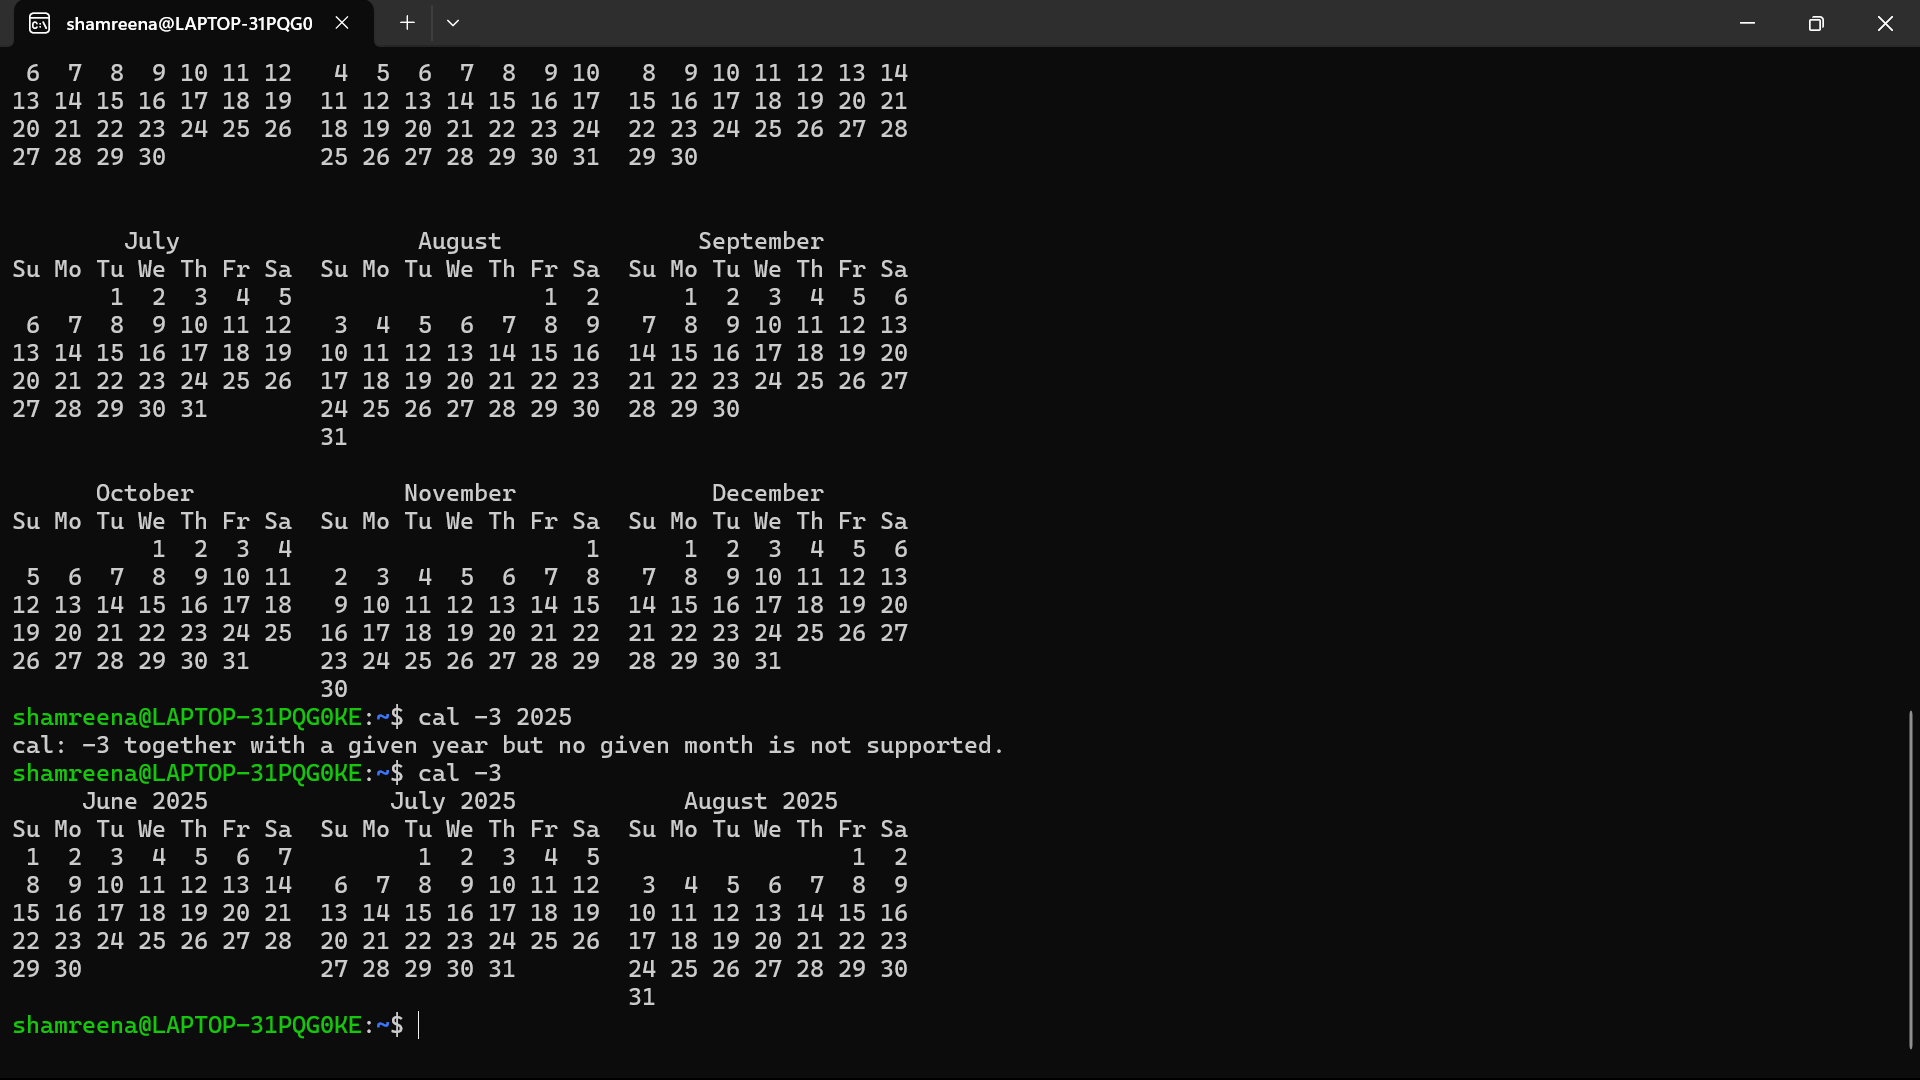 shamreena@LAPTOP-31PQG0
 6  7  8  9 10 11 12   4  5  6  7  8  9 10   8  9 10 11 12 13 14
13 14 15 16 17 18 19  11 12 13 14 15 16 17  15 16 17 18 19 20 21
20 21 22 23 24 25 26  18 19 20 21 22 23 24  22 23 24 25 26 27 28
27 28 29 30           25 26 27 28 29 30 31  29 30
        July                 August              September
Su Mo Tu We Th Fr Sa  Su Mo Tu We Th Fr Sa  Su Mo Tu We Th Fr Sa
       1  2  3  4  5                  1  2      1  2  3  4  5  6
 6  7  8  9 10 11 12   3  4  5  6  7  8  9   7  8  9 10 11 12 13
13 14 15 16 17 18 19  10 11 12 13 14 15 16  14 15 16 17 18 19 20
20 21 22 23 24 25 26  17 18 19 20 21 22 23  21 22 23 24 25 26 27
27 28 29 30 31        24 25 26 27 28 29 30  28 29 30
                      31
      October               November              December
Su Mo Tu We Th Fr Sa  Su Mo Tu We Th Fr Sa  Su Mo Tu We Th Fr Sa
          1  2  3  4                     1      1  2  3  4  5  6
 5  6  7  8  9 10 11   2  3  4  5  6  7  8   7  8  9 10 11 12 13
12 13 14 15 16 17 18   9 10 11 12 13 14 15  14 15 16 17 18 19 20
19 20 21 22 23 24 25  16 17 18 19 20 21 22  21 22 23 24 25 26 27
26 27 28 29 30 31     23 24 25 26 27 28 29  28 29 30 31
                      30
shamreena@LAPTOP-31PQG0KE:~$ cal -3 2025
cal: -3 together with a given year but no given month is not supported.
shamreena@LAPTOP-31PQG0KE:~$ cal -3
     June 2025             July 2025            August 2025
Su Mo Tu We Th Fr Sa  Su Mo Tu We Th Fr Sa  Su Mo Tu We Th Fr Sa
 1  2  3  4  5  6  7         1  2  3  4  5                  1  2
 8  9 10 11 12 13 14   6  7  8  9 10 11 12   3  4  5  6  7  8  9
15 16 17 18 19 20 21  13 14 15 16 17 18 19  10 11 12 13 14 15 16
22 23 24 25 26 27 28  20 21 22 23 24 25 26  17 18 19 20 21 22 23
29 30                 27 28 29 30 31        24 25 26 27 28 29 30
                                            31
shamreena@LAPTOP-31PQG0KE:~$